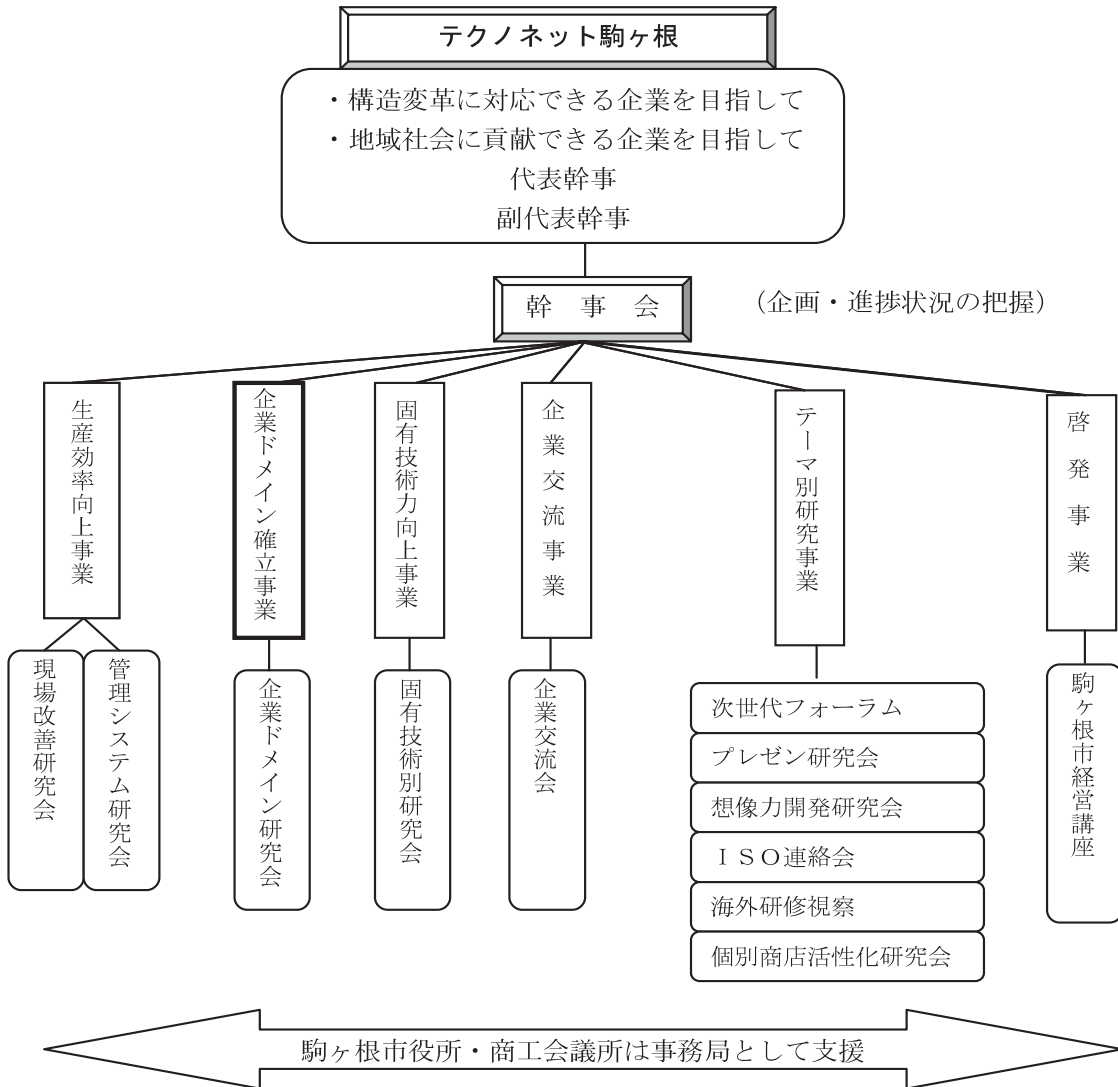 テクノネット駒ヶ根
・構造変革に対応できる企業を目指して
・地域社会に貢献できる企業を目指して
代表幹事
副代表幹事
幹　事　会
（企画・進捗状況の把握）
生産効率向上事業
企業ドメイン確立事業
固有技術力向上事業
企業交流事業
テーマ別研究事業
啓発事業
現場改善研究会
管理システム研究会
企業ドメイン研究会
固有技術別研究会
企業交流会
次世代フォーラム
プレゼン研究会
想像力開発研究会
ＩＳＯ連絡会
海外研修視察
個別商店活性化研究会
駒ヶ根市経営講座
駒ヶ根市役所・商工会議所は事務局として支援